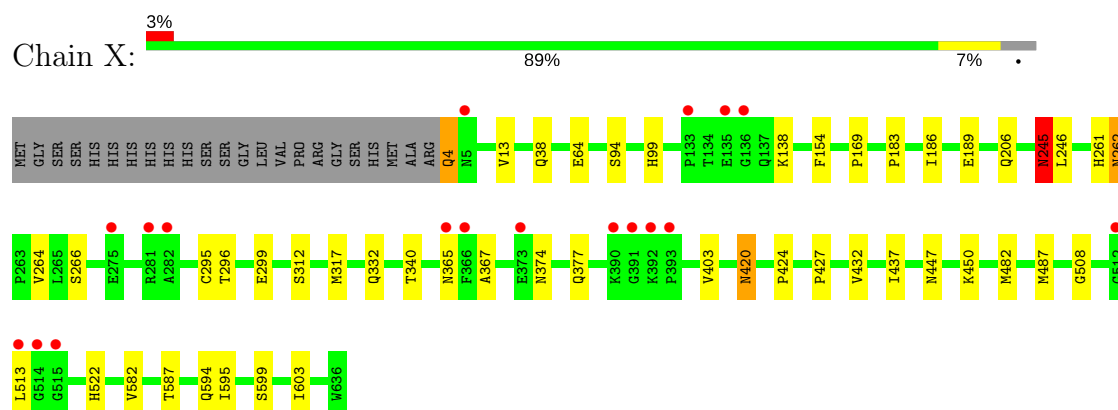 3%
Chain X:
89% 7% •
MET GLY SER SER HIS HIS HIS HIS HIS HIS SER SER GLY LEU VAL PRO ARG GLY SER HIS MET ALA ARG Q4 N5 V13 Q38 E64 S94 H99 P133 T134 E135 G136 Q137 K138 F154 P169 P183 I186 E189 Q206 N245 L246 H261 N262
P263 V264 L265 S266 E275 R281 A282 C295 T296 E299 S312 M317 Q332 T340 N365 F366 A367 E373 N374 Q377 K390 G391 K392 P393 V403 N420 P424 P427 V432 I437 N447 K450 M482 M487 G508 G512
L513 G514 G515 H522 V582 T587 Q594 I595 S599 I603 W636